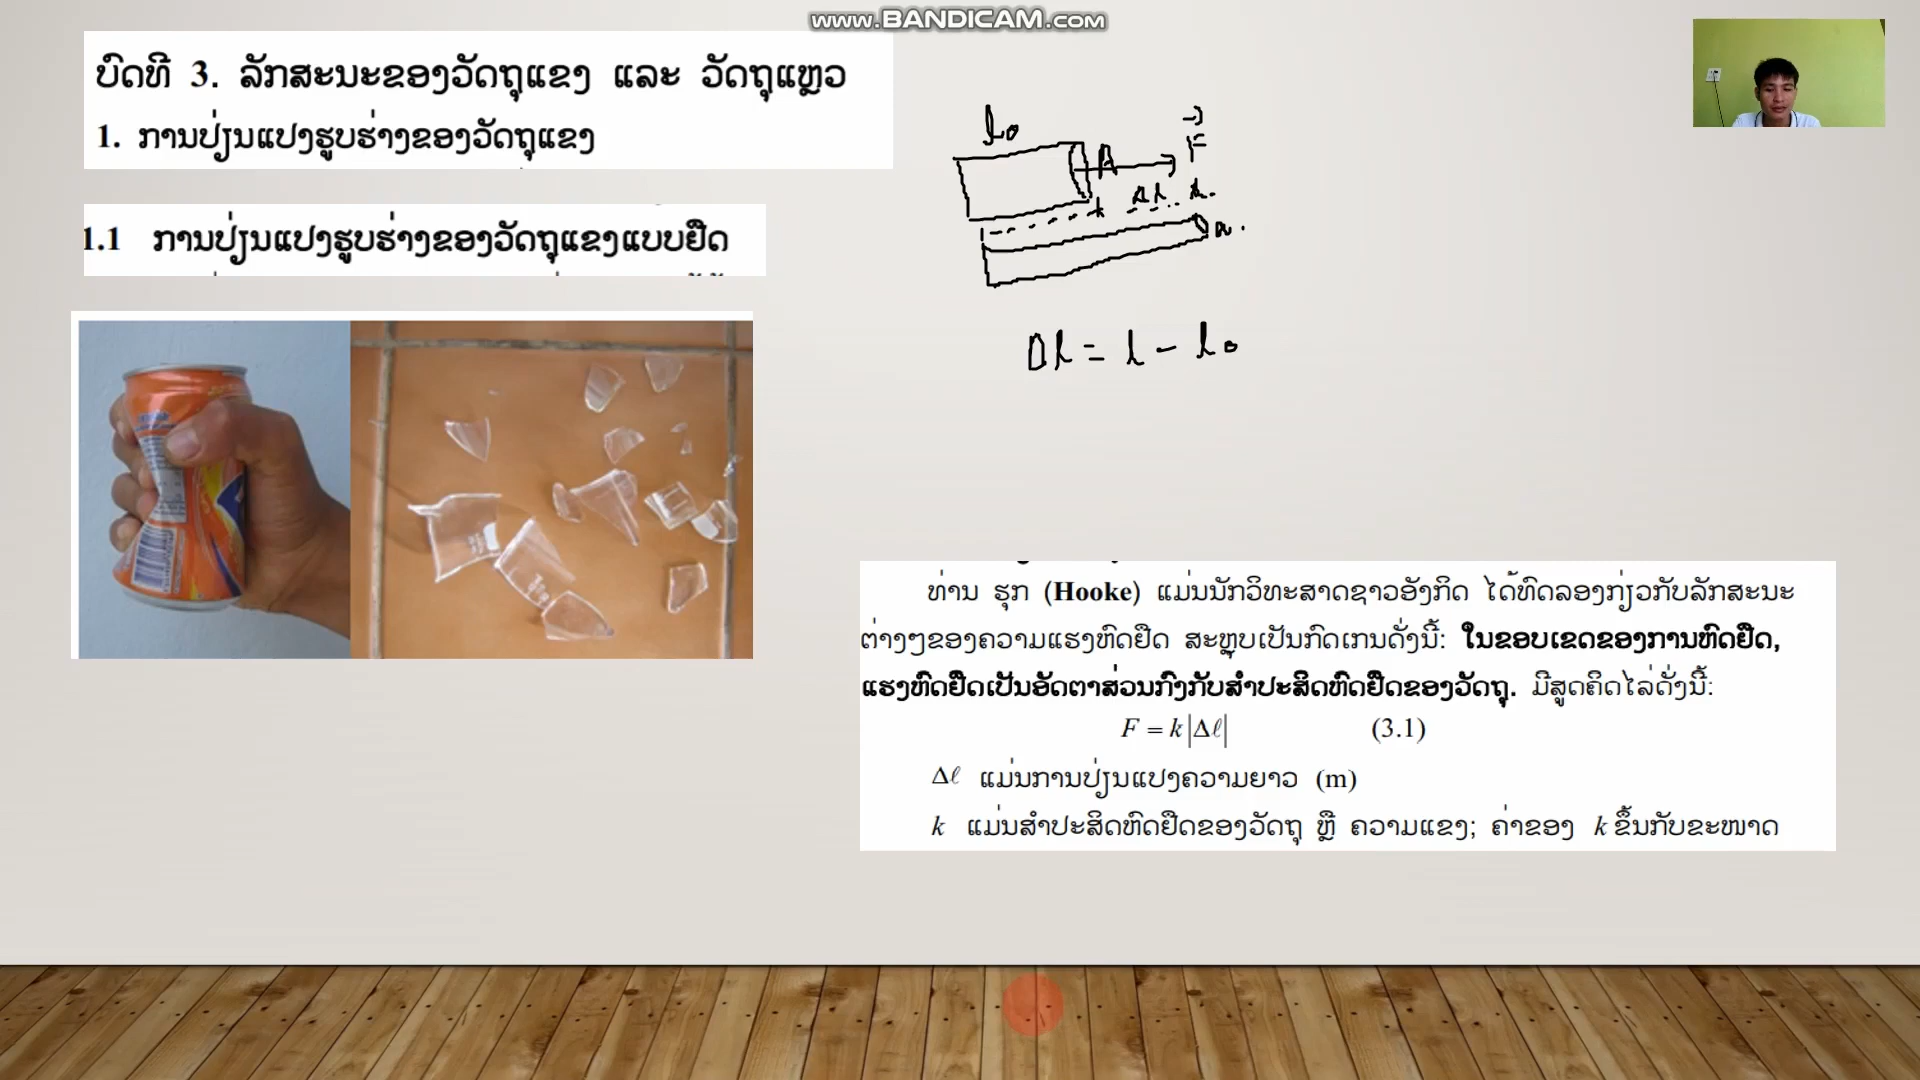 www.BANDICAM.com
ບົດທີ 3. ລັກສະນະຂອງວັດຖຸແຂງ ແລະ ວັດຖຸແຫຼວ
1. ການປ່ຽນແປງຮູບຮ່າງຂອງວັດຖຸແຂງ
1.1 ການປ່ຽນແປງຮູບຮ່າງຂອງວັດຖຸແຂງແບບຢືດ
l₀
A
F
Δl
Δl = l - l₀
ທ່ານ ຮຸກ (Hooke) ແມ່ນນັກວິທະສາດຊາວອັງກິດ ໄດ້ທົດລອງກ່ຽວກັບລັກສະນະ
ຕ່າງໆຂອງຄວາມແຮງຫົດຢືດ ສະຫຼຸບເປັນກົດເກນດັ່ງນີ້: ໃນຂອບເຂດຂອງການຫົດຢືດ,
ແຮງຫົດຢືດເປັນອັດຕາສ່ວນກົງກັບສຳປະສິດຫົດຢືດຂອງວັດຖຸ. ມີສູດຄິດໄລ່ດັ່ງນີ້:
F = k|Δℓ| (3.1)
Δℓ ແມ່ນການປ່ຽນແປງຄວາມຍາວ (m)
k ແມ່ນສຳປະສິດຫົດຢືດຂອງວັດຖຸ ຫຼື ຄວາມແຂງ; ຄ່າຂອງ k ຂຶ້ນກັບຂະໜາດ